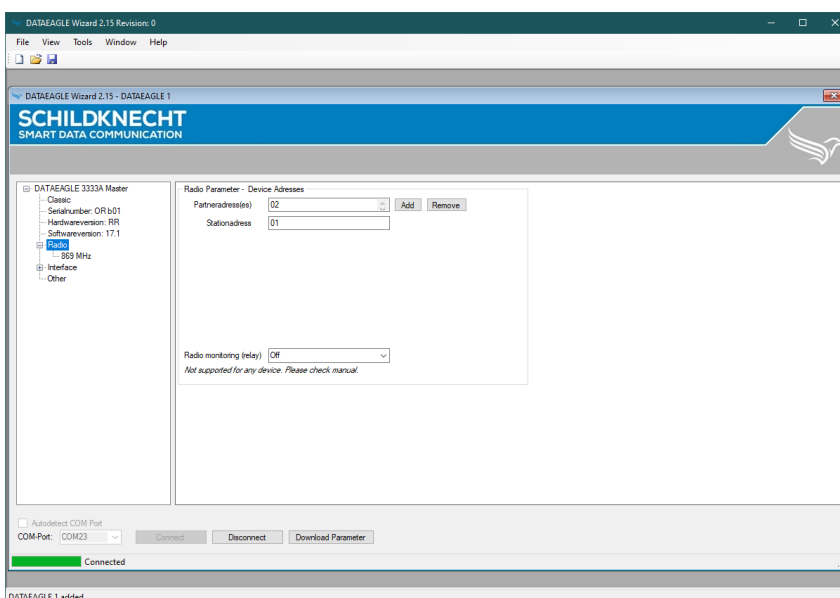 DATAEAGLE Wizard 2.15 Revision: 0
File View Tools Window Help
DATAEAGLE Wizard 2.15 - DATAEAGLE 1
SCHILDKNECHT
SMART DATA COMMUNICATION
DATAEAGLE 3333A Master
Classic
Serialnumber: OR b01
Hardwareversion: RR
Softwareversion: 17.1
Radio
869 MHz
Interface
Other
Radio Parameter - Device Adresses
Partneradress(es) 02 Add Remove
Stationadress 01
Radio monitoring (relay) Off
Not supported for any device. Please check manual.
Autodetect COM Port
COM-Port: COM23 Connect Disconnect Download Parameter
Connected
DATAEAGLE 1 added